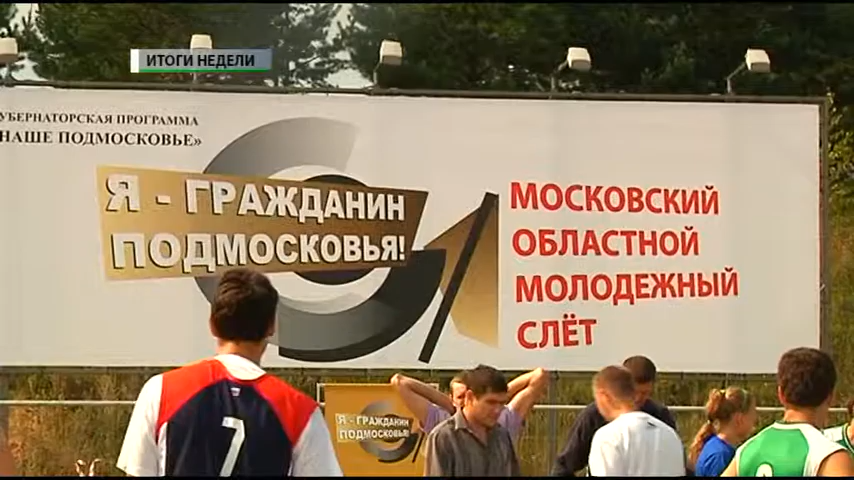 ИТОГИ НЕДЕЛИ
УБЕРНАТОРСКАЯ ПРОГРАММА
НАШЕ ПОДМОСКОВЬЕ»
Я - ГРАЖДАНИН
ПОДМОСКОВЬЯ!
МОСКОВСКИЙ
ОБЛАСТНОЙ
МОЛОДЕЖНЫЙ
СЛЁТ
7
Я - ГРАЖДАНИН
ПОДМОСКОВЬЯ!